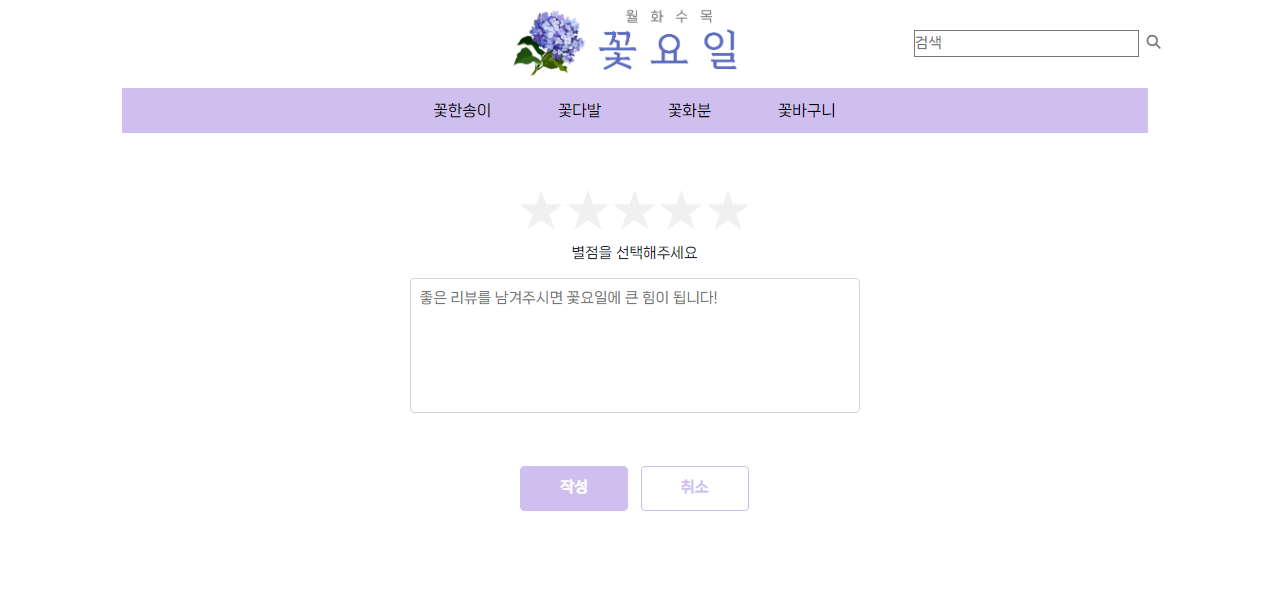 월화수목
꽃요일
검색
꽃한송이 꽃다발 꽃화분 꽃바구니
별점을 선택해주세요
좋은 리뷰를 남겨주시면 꽃요일에 큰 힘이 됩니다!
작성 취소